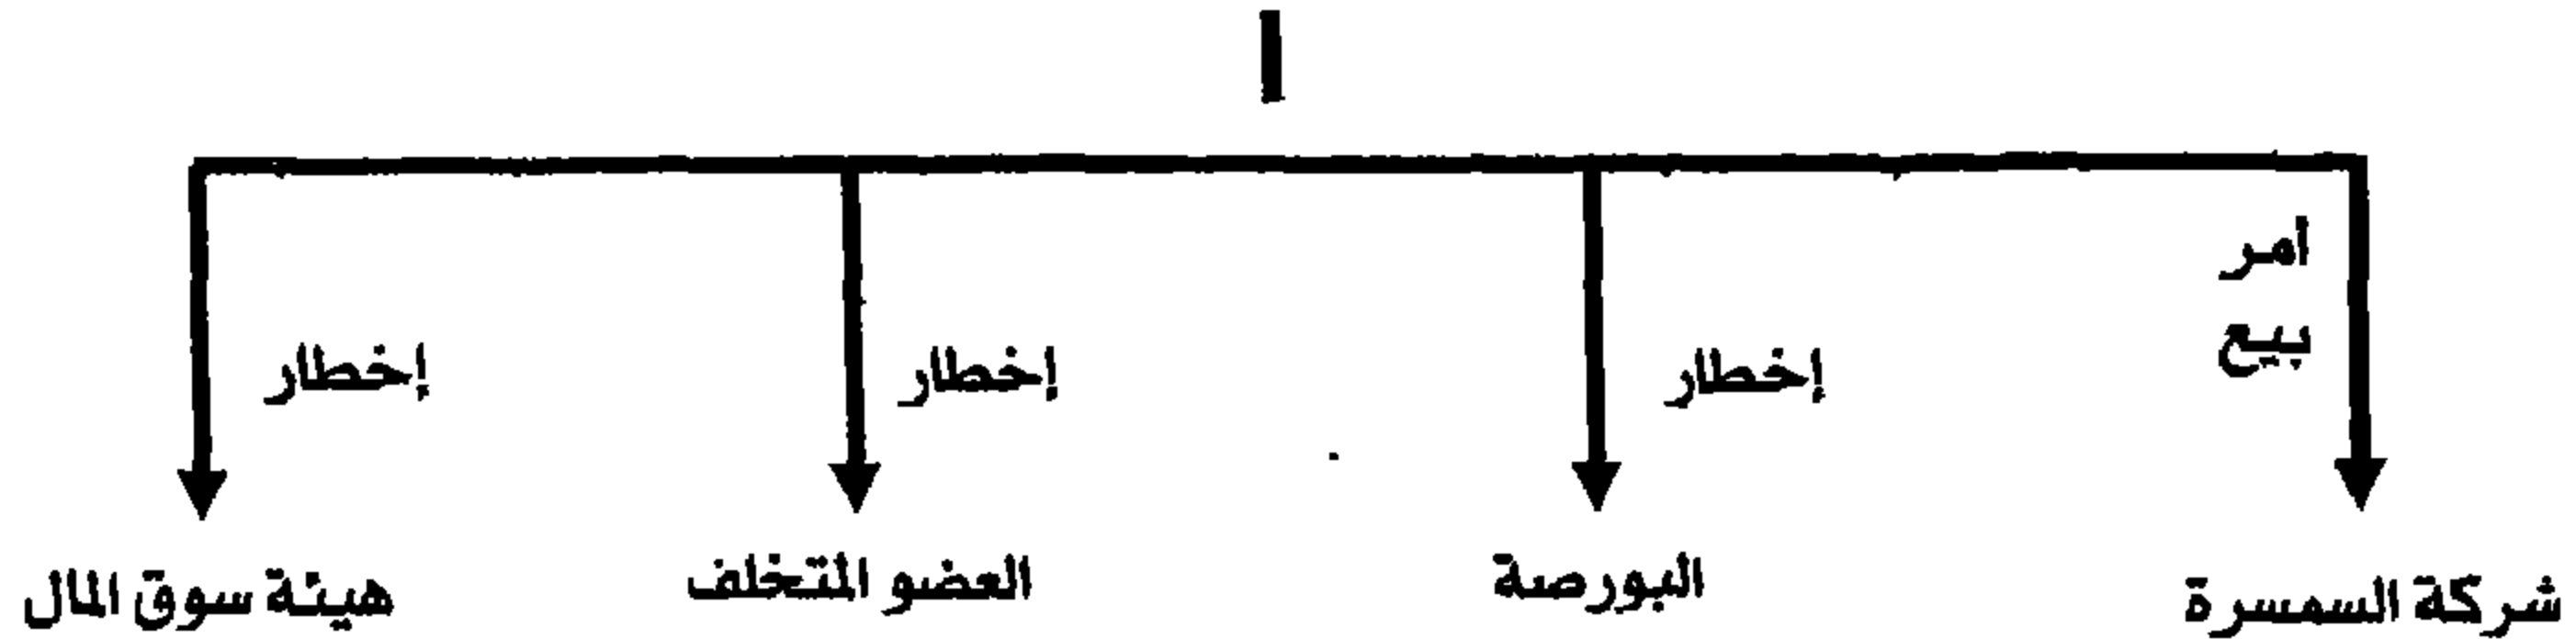 امر
بيع
إخطار
إخطار
إخطار
شركة السمسرة
البورصة
العضو المتخلف
هيئة سوق المال